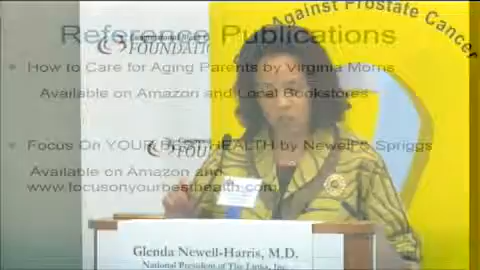 Against Prostate Cancer
Publications
FOUNDATION
• How to Care for Aging Parents by Virginia Morris
Available on Amazon and Local Bookstores
• Focus On YOUR BEST HEALTH by Newell & Spriggs
Available on Amazon and
www.focusonyourbesthealth.com
Glenda Newell-Harris, M.D.
National President of The Links, Inc.